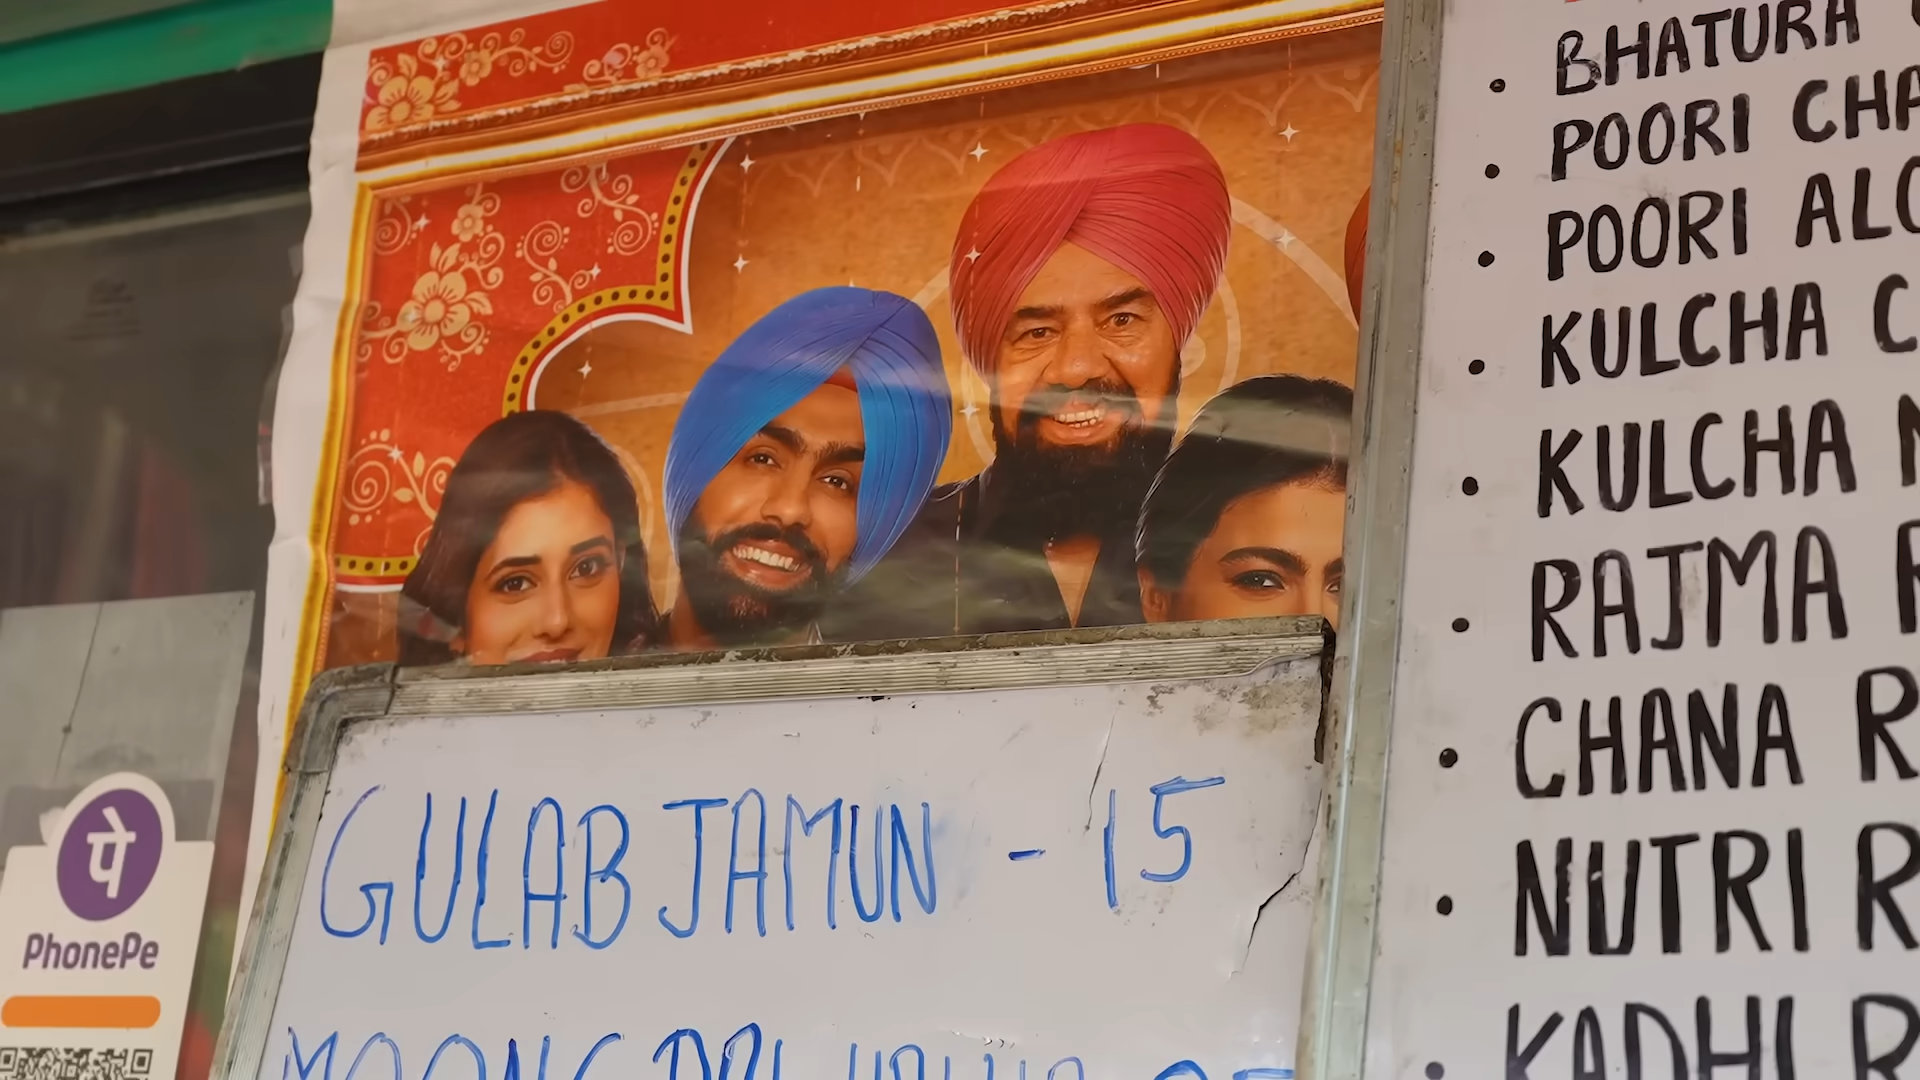 पे
PhonePe
GULAB JAMUN - 15
MOONG DAL
BHATURA
POORI CHA
POORI ALO
KULCHA C
KULCHA
RAJMA R
CHANA R
NUTRI R
KADHI R